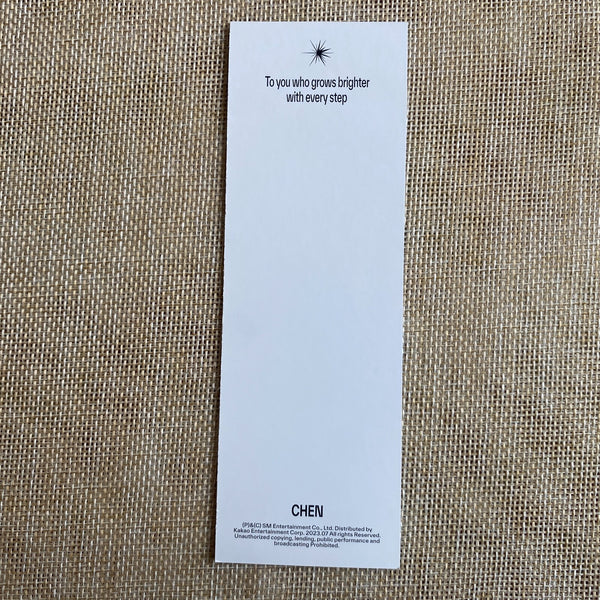 To you who grows brighter
with every step
CHEN
(P)&(C) SM Entertainment Co., Ltd. Distributed by
Kakao Entertainment Corp. 2023.07 All rights Reserved.
Unauthorized copying, lending, public performance and
broadcasting Prohibited.